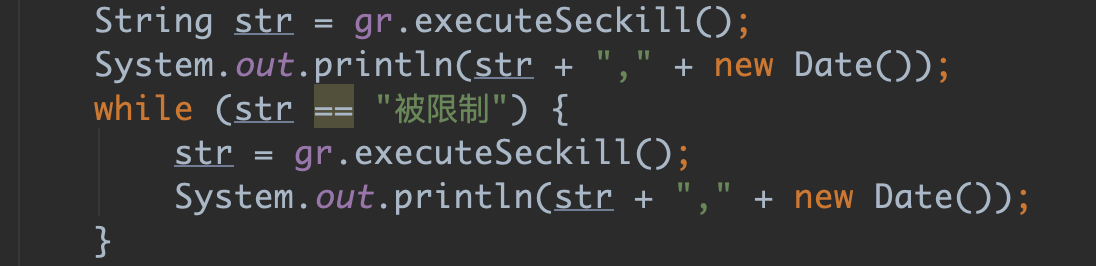 String str = gr.executeSeckill();
System.out.println(str + "," + new Date());
while (str == "被限制") {
    str = gr.executeSeckill();
    System.out.println(str + "," + new Date());
}